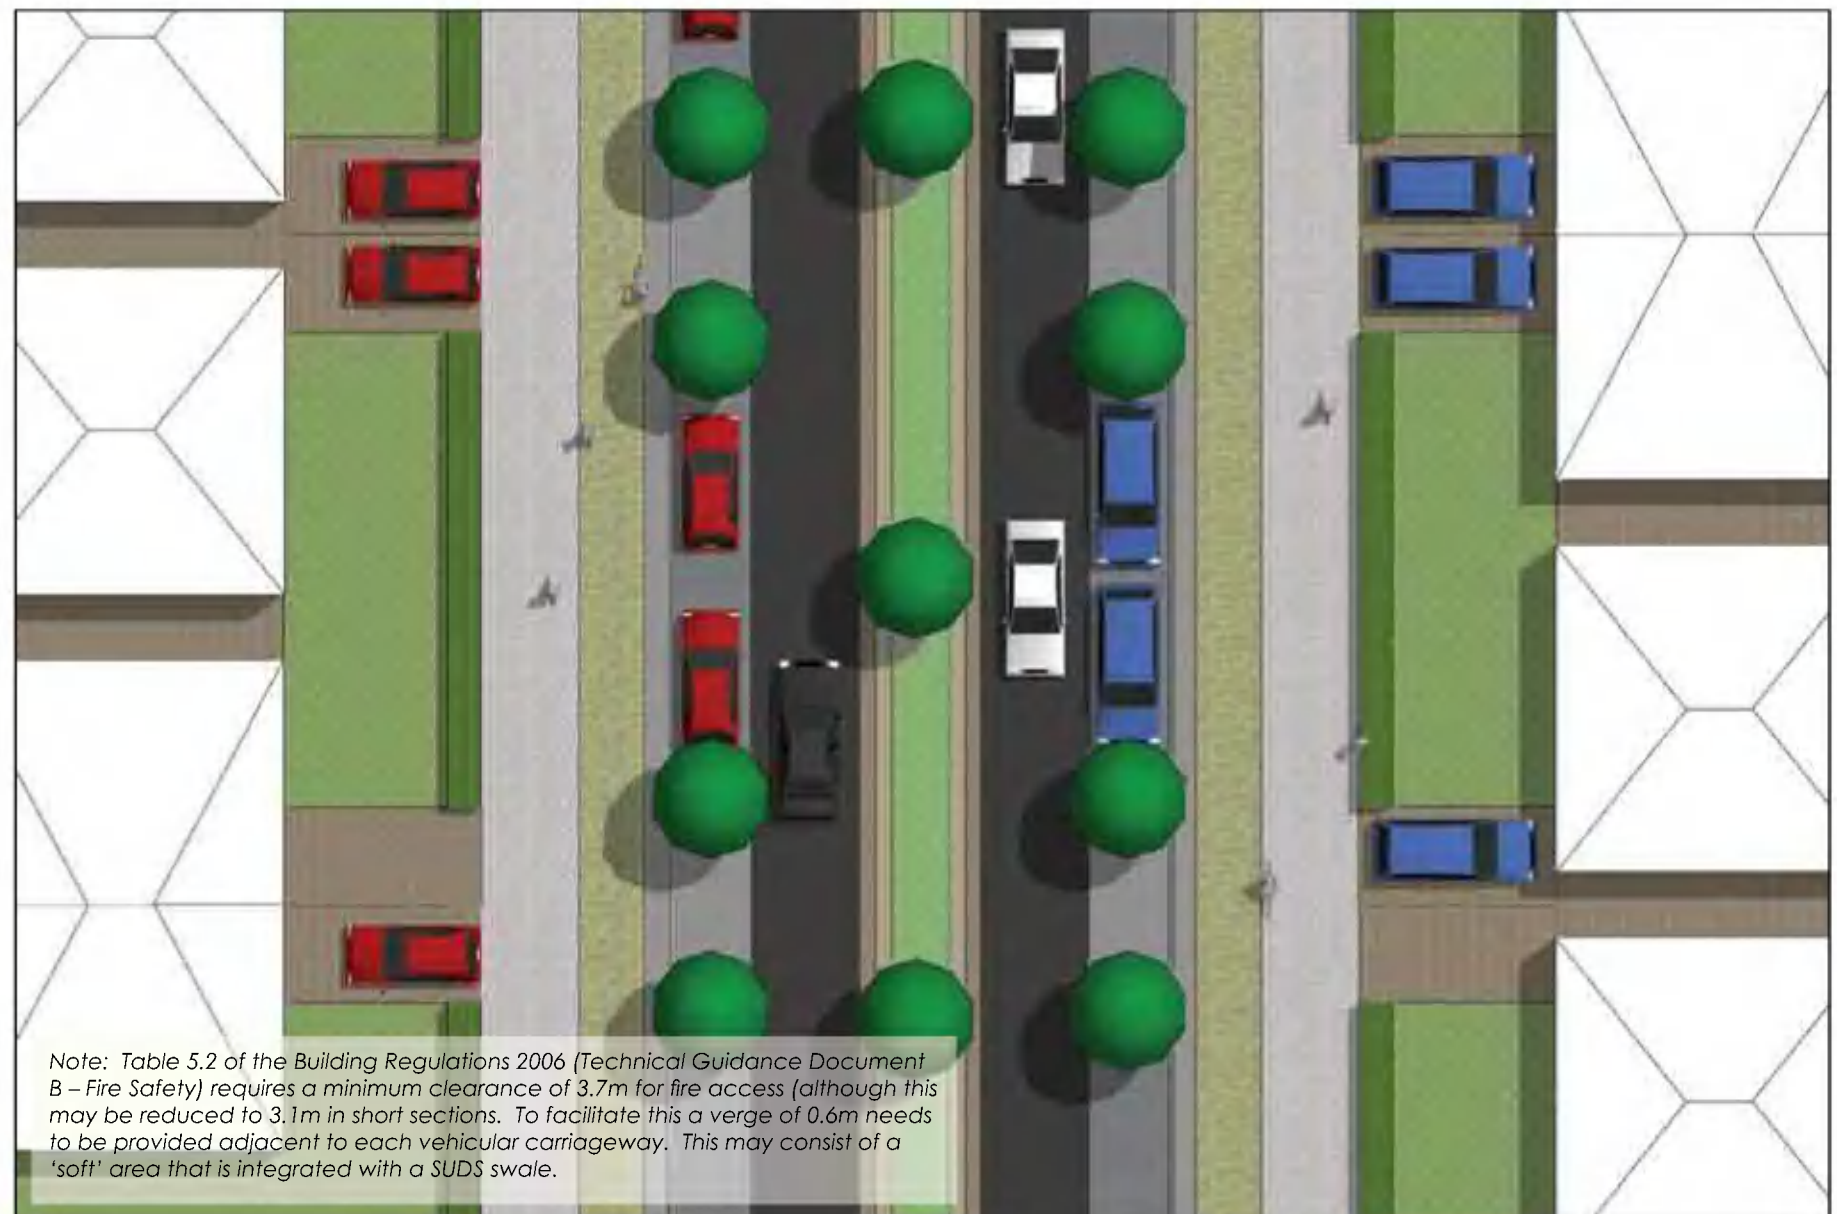 Note:  Table 5.2 of the Building Regulations 2006 (Technical Guidance Document
B – Fire Safety) requires a minimum clearance of 3.7m for fire access (although this
may be reduced to 3.1m in short sections.  To facilitate this a verge of 0.6m needs
to be provided adjacent to each vehicular carriageway.  This may consist of a
'soft' area that is integrated with a SUDS swale.